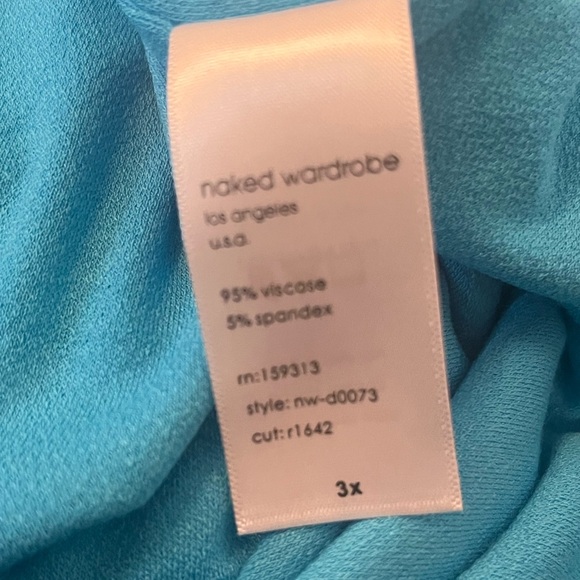 naked wardrobe
los angeles
u.s.a.
95% viscose
5% spandex
rn:159313
style: nw-d0073
cut: r1642
3x